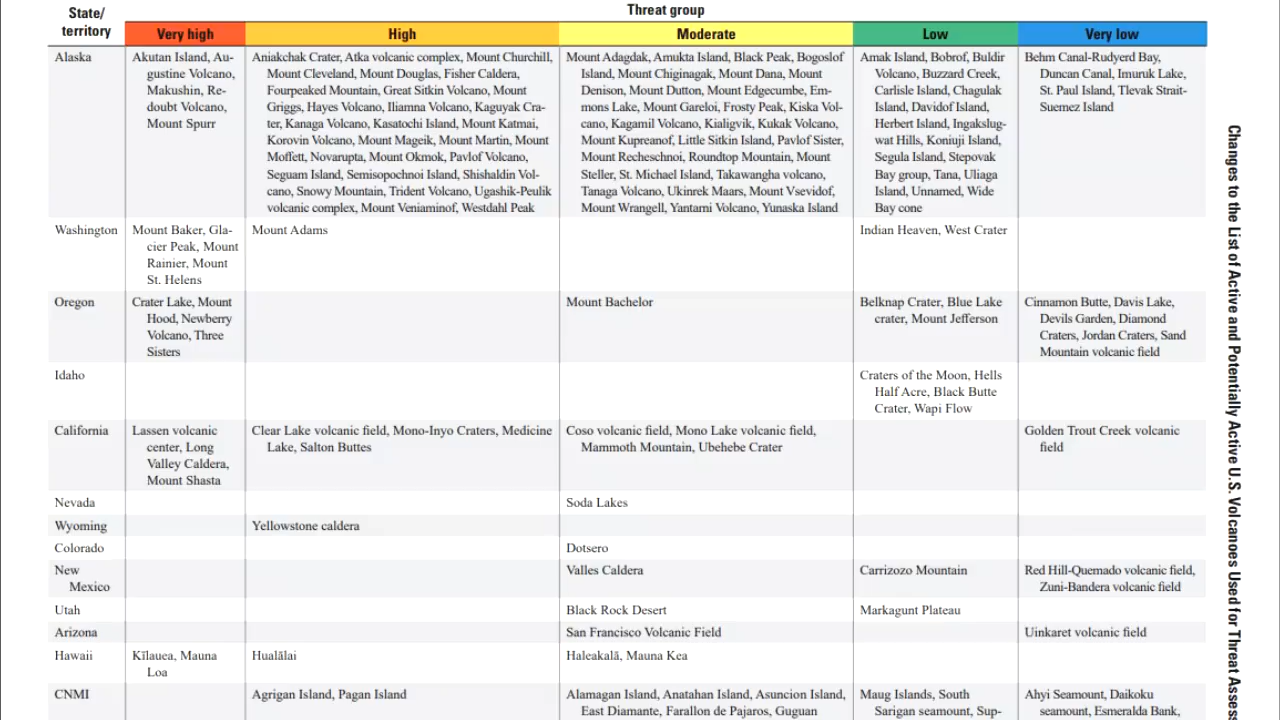 State/
territory
Threat group
Very high
High
Moderate
Low
Very low
Alaska
Akutan Island, Au-
gustine Volcano,
Makushin, Re-
doubt Volcano,
Mount Spurr
Aniakchak Crater, Atka volcanic complex, Mount Churchill,
Mount Cleveland, Mount Douglas, Fisher Caldera,
Fourpeaked Mountain, Great Sitkin Volcano, Mount
Griggs, Hayes Volcano, Iliamna Volcano, Kaguyak Cra-
ter, Kanaga Volcano, Kasatochi Island, Mount Katmai,
Korovin Volcano, Mount Mageik, Mount Martin, Mount
Moffett, Novarupta, Mount Okmok, Pavlof Volcano,
Seguam Island, Semisopochnoi Island, Shishaldin Vol-
cano, Snowy Mountain, Trident Volcano, Ugashik-Peulik
volcanic complex, Mount Veniaminof, Westdahl Peak
Mount Adagdak, Amukta Island, Black Peak, Bogoslof
Island, Mount Chiginagak, Mount Dana, Mount
Denison, Mount Dutton, Mount Edgecumbe, Em-
mons Lake, Mount Gareloi, Frosty Peak, Kiska Vol-
cano, Kagamil Volcano, Kialigvik, Kukak Volcano,
Mount Kupreanof, Little Sitkin Island, Pavlof Sister,
Mount Recheschnoi, Roundtop Mountain, Mount
Steller, St. Michael Island, Takawangha volcano,
Tanaga Volcano, Ukinrek Maars, Mount Vsevidof,
Mount Wrangell, Yantarni Volcano, Yunaska Island
Amak Island, Bobrof, Buldir
Volcano, Buzzard Creek,
Carlisle Island, Chagulak
Island, Davidof Island,
Herbert Island, Ingakslug-
wat Hills, Koniuji Island,
Segula Island, Stepovak
Bay group, Tana, Uliaga
Island, Unnamed, Wide
Bay cone
Behm Canal-Rudyerd Bay,
Duncan Canal, Imuruk Lake,
St. Paul Island, Tlevak Strait-
Suemez Island
Washington
Mount Baker, Gla-
cier Peak, Mount
Rainier, Mount
St. Helens
Mount Adams
Indian Heaven, West Crater
Oregon
Crater Lake, Mount
Hood, Newberry
Volcano, Three
Sisters
Mount Bachelor
Belknap Crater, Blue Lake
crater, Mount Jefferson
Cinnamon Butte, Davis Lake,
Devils Garden, Diamond
Craters, Jordan Craters, Sand
Mountain volcanic field
Idaho
Craters of the Moon, Hells
Half Acre, Black Butte
Crater, Wapi Flow
California
Lassen volcanic
center, Long
Valley Caldera,
Mount Shasta
Clear Lake volcanic field, Mono-Inyo Craters, Medicine
Lake, Salton Buttes
Coso volcanic field, Mono Lake volcanic field,
Mammoth Mountain, Ubehebe Crater
Golden Trout Creek volcanic
field
Nevada
Soda Lakes
Wyoming
Yellowstone caldera
Colorado
Dotsero
New
Mexico
Valles Caldera
Carrizozo Mountain
Red Hill-Quemado volcanic field,
Zuni-Bandera volcanic field
Utah
Black Rock Desert
Markagunt Plateau
Arizona
San Francisco Volcanic Field
Uinkaret volcanic field
Hawaii
Kīlauea, Mauna
Loa
Hualālai
Haleakalā, Mauna Kea
CNMI
Agrigan Island, Pagan Island
Alamagan Island, Anatahan Island, Asuncion Island,
East Diamante, Farallon de Pajaros, Guguan
Maug Islands, South
Sarigan seamount, Sup-
Ahyi Seamount, Daikoku
seamount, Esmeralda Bank,
Changes to the List of Active and Potentially Active U.S. Volcanoes Used for Threat Assess